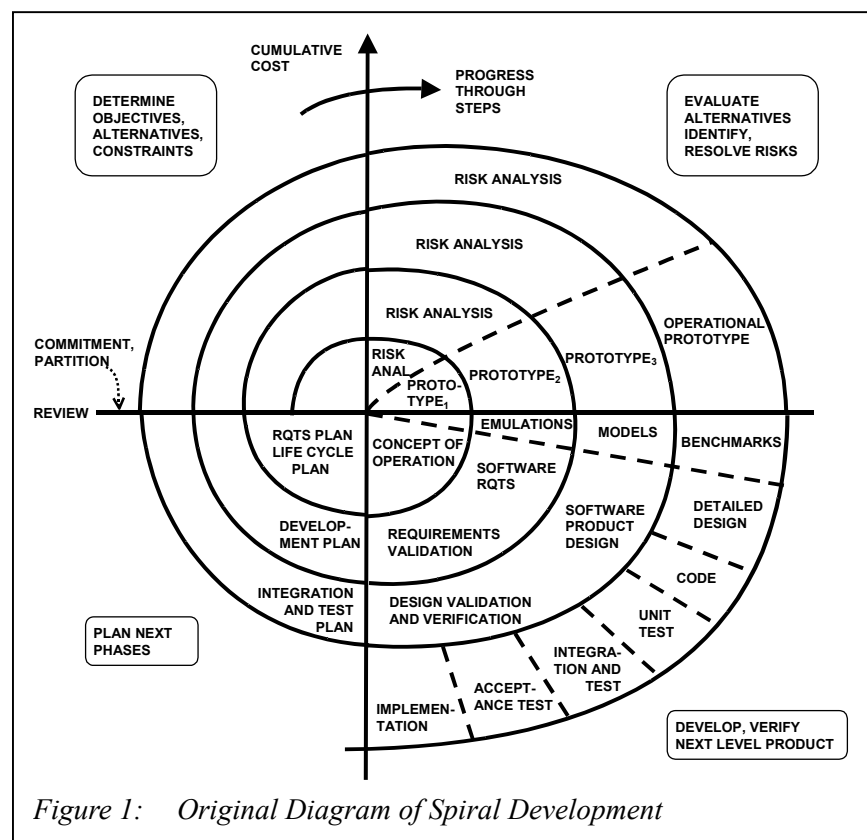 CUMULATIVE
COST
PROGRESS
THROUGH
STEPS
DETERMINE
OBJECTIVES,
ALTERNATIVES,
CONSTRAINTS
EVALUATE
ALTERNATIVES
IDENTIFY,
RESOLVE RISKS
RISK ANALYSIS
RISK ANALYSIS
RISK ANALYSIS
RISK
ANAL.
COMMITMENT,
PARTITION
REVIEW
PROTO-
TYPE1
PROTOTYPE2
PROTOTYPE3
OPERATIONAL
PROTOTYPE
RQTS PLAN
LIFE CYCLE
PLAN
CONCEPT OF
OPERATION
EMULATIONS
MODELS
BENCHMARKS
SOFTWARE
RQTS
SOFTWARE
PRODUCT
DESIGN
DETAILED
DESIGN
DEVELOP-
MENT PLAN
REQUIREMENTS
VALIDATION
CODE
INTEGRATION
AND TEST
PLAN
DESIGN VALIDATION
AND VERIFICATION
UNIT
TEST
INTEGRA-
TION AND
TEST
ACCEPT-
ANCE TEST
IMPLEMEN-
TATION
PLAN NEXT
PHASES
DEVELOP, VERIFY
NEXT LEVEL PRODUCT
Figure 1: Original Diagram of Spiral Development